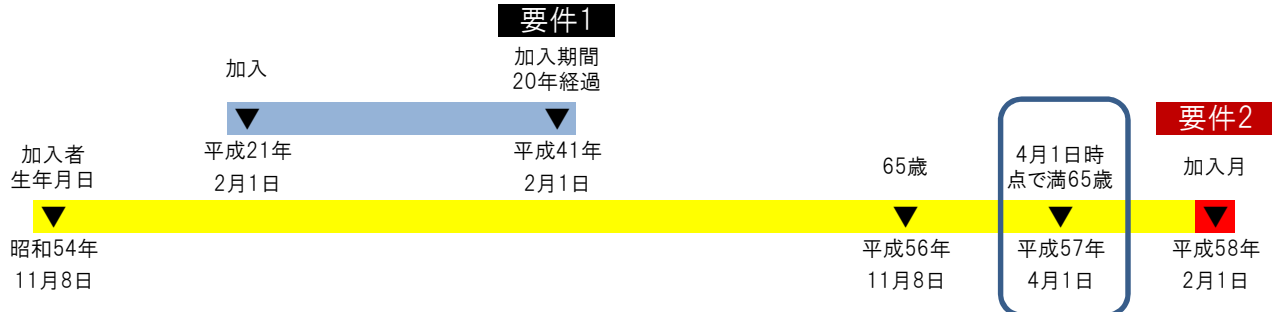 要件1
加入
加入期間
20年経過
▼
▼
平成21年
2月1日
平成41年
2月1日
要件2
加入者
生年月日
65歳
4月1日時
点で満65歳
加入月
▼
▼
▼
▼
昭和54年
11月8日
平成56年
11月8日
平成57年
4月1日
平成58年
2月1日